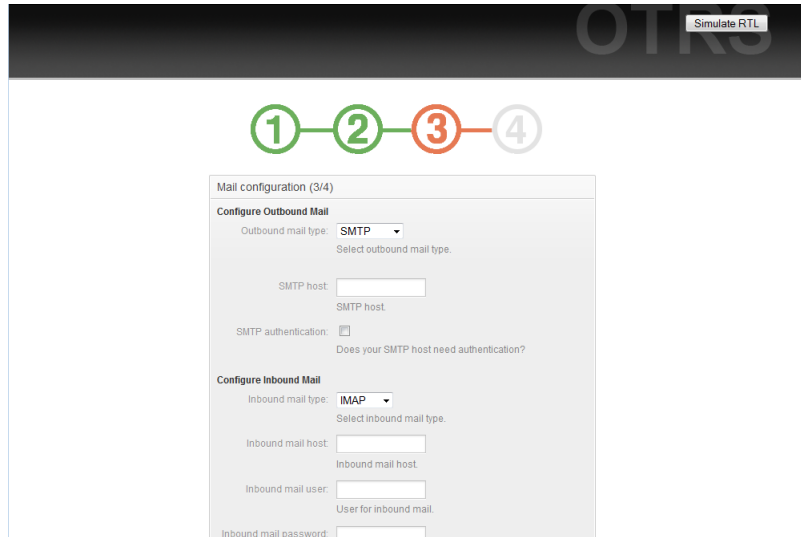 OTRS
Simulate RTL
1 2 3 4
Mail configuration (3/4)
Configure Outbound Mail
Outbound mail type: SMTP
Select outbound mail type.
SMTP host:
SMTP host.
SMTP authentication:
Does your SMTP host need authentication?
Configure Inbound Mail
Inbound mail type: IMAP
Select inbound mail type.
Inbound mail host:
Inbound mail host.
Inbound mail user:
User for inbound mail.
Inbound mail password: